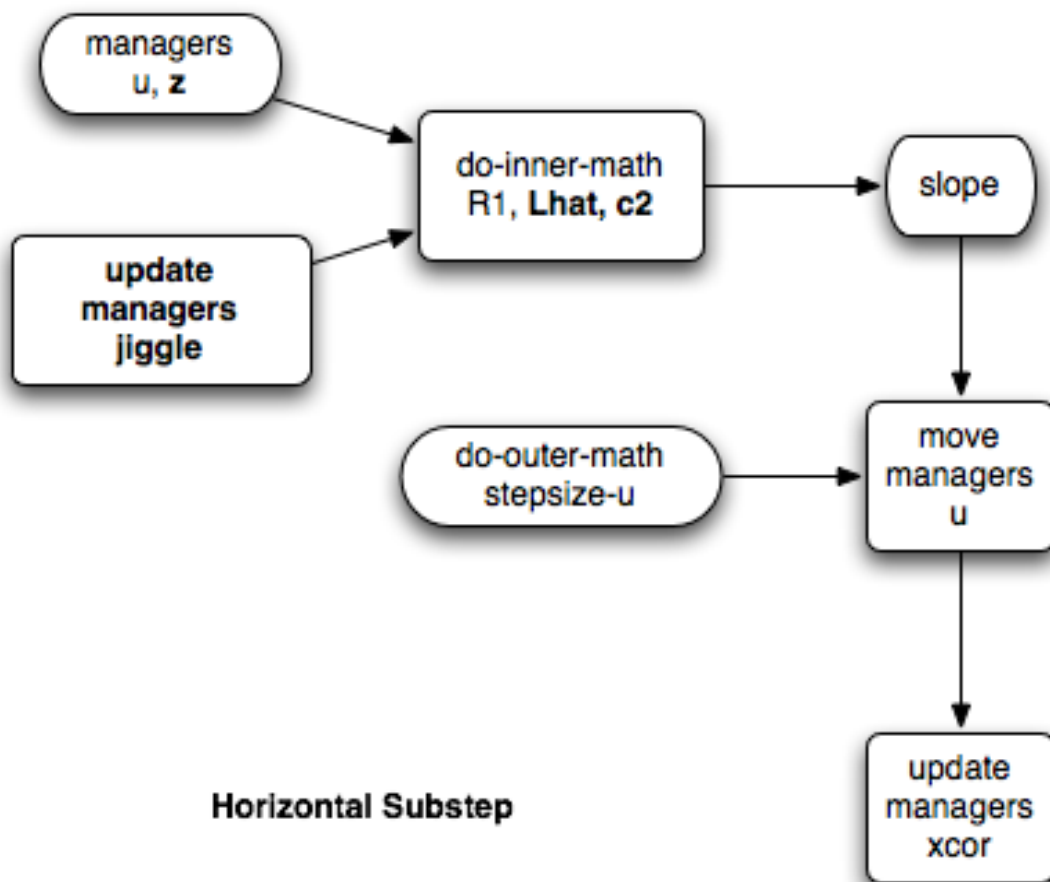 managers
u, z
do-inner-math
R1, Lhat, c2
slope
update
managers
jiggle
do-outer-math
stepsize-u
move
managers
u
Horizontal Substep
update
managers
xcor